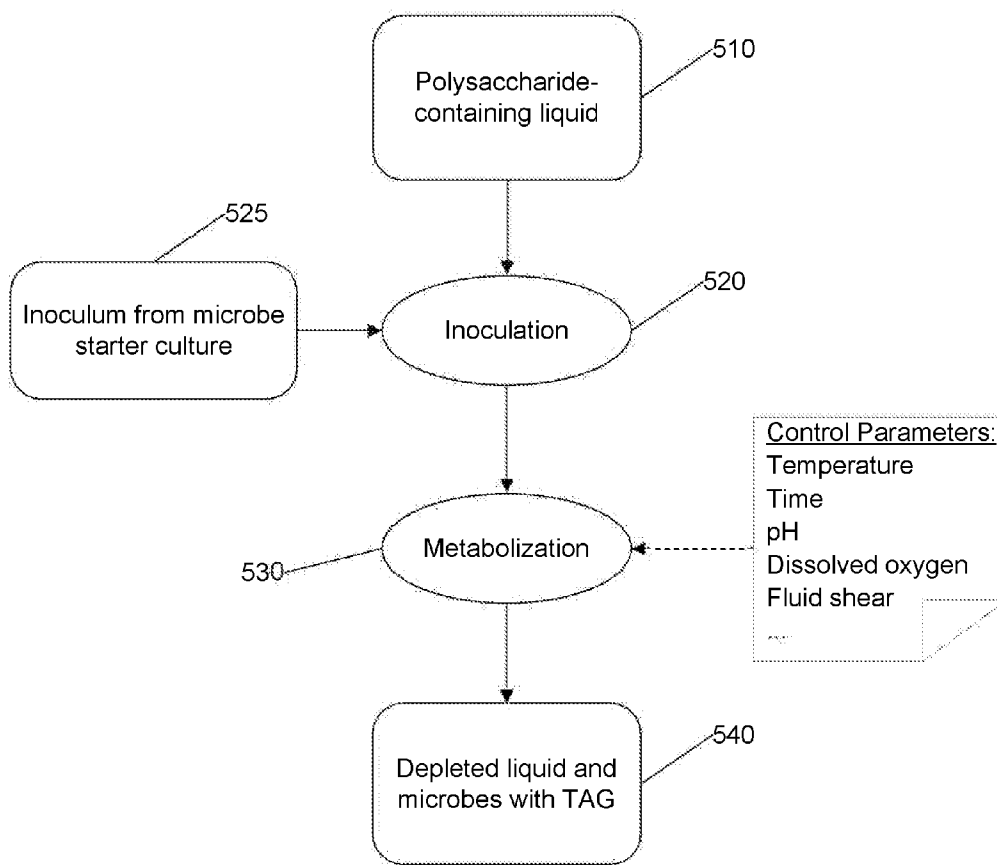 510
Polysaccharide-
containing liquid
525
520
Inoculum from microbe
starter culture
Inoculation
Control Parameters:
Temperature
Time
pH
Dissolved oxygen
Fluid shear
...
Metabolization
530
540
Depleted liquid and
microbes with TAG